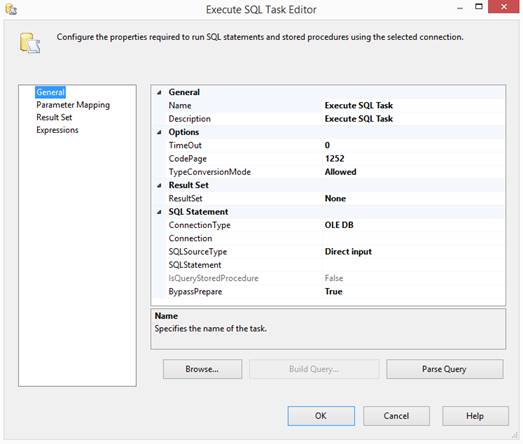 Execute SQL Task Editor
Configure the properties required to run SQL statements and stored procedures using the selected connection.
General
Parameter Mapping
Result Set
Expressions
General
Name Execute SQL Task
Description Execute SQL Task
Options
TimeOut 0
CodePage 1252
TypeConversionMode Allowed
Result Set
ResultSet None
SQL Statement
ConnectionType OLE DB
Connection
SQLSourceType Direct input
SQLStatement
IsQueryStoredProcedure False
BypassPrepare True
Name
Specifies the name of the task.
Browse... Build Query... Parse Query
OK Cancel Help